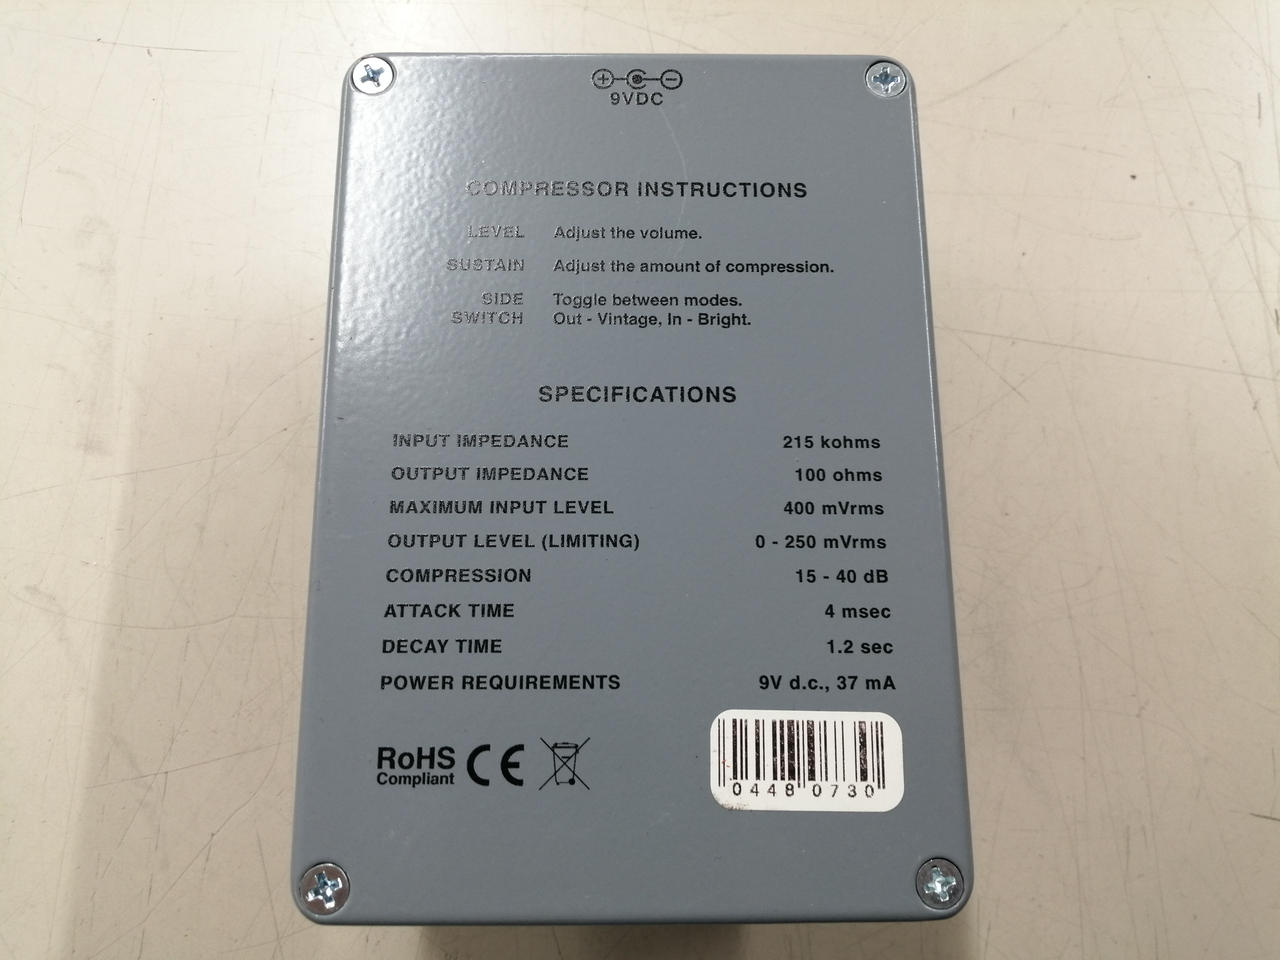 9VDC
COMPRESSOR INSTRUCTIONS
LEVEL Adjust the volume.
SUSTAIN Adjust the amount of compression.
SIDE Toggle between modes.
SWITCH Out - Vintage, In - Bright.
SPECIFICATIONS
INPUT IMPEDANCE 215 kohms
OUTPUT IMPEDANCE 100 ohms
MAXIMUM INPUT LEVEL 400 mVrms
OUTPUT LEVEL (LIMITING) 0 - 250 mVrms
COMPRESSION 15 - 40 dB
ATTACK TIME 4 msec
DECAY TIME 1.2 sec
POWER REQUIREMENTS 9V d.c., 37 mA
RoHS CE
Compliant
04480730